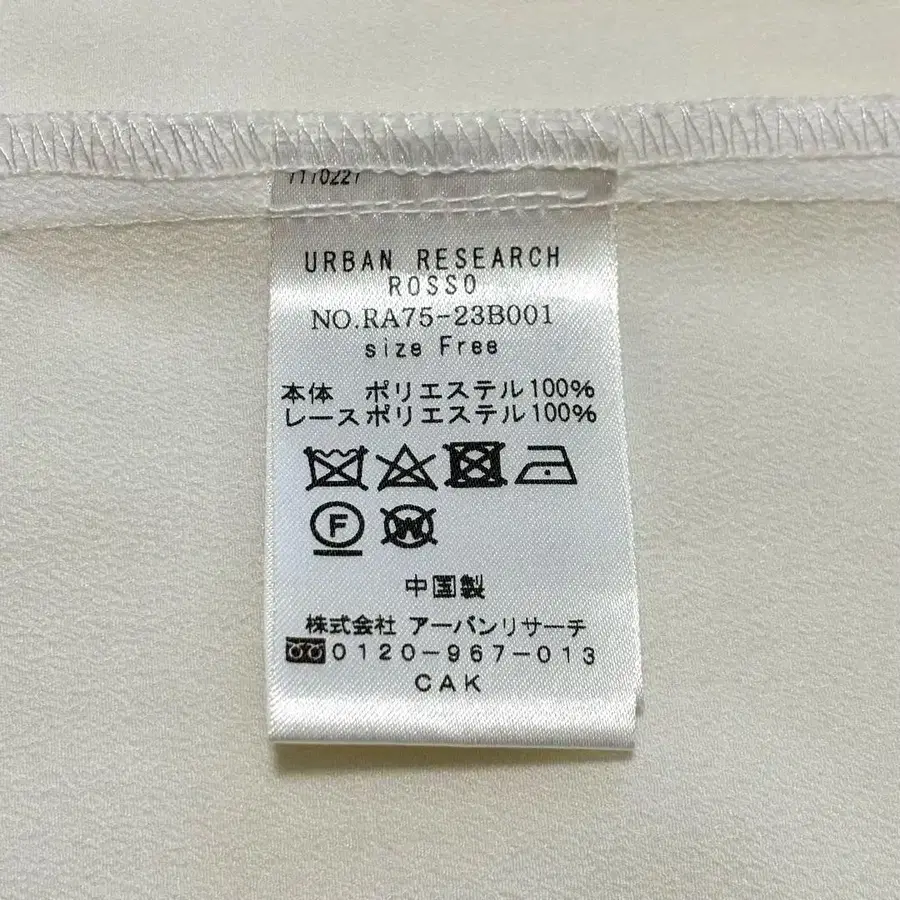 7170227
URBAN RESEARCH
ROSSO
NO.RA75-23B001
size Free
本体 ポリエステル100%
レースポリエステル100%
F W
中国製
株式会社 アーバンリサーチ
0120-967-013
CAK